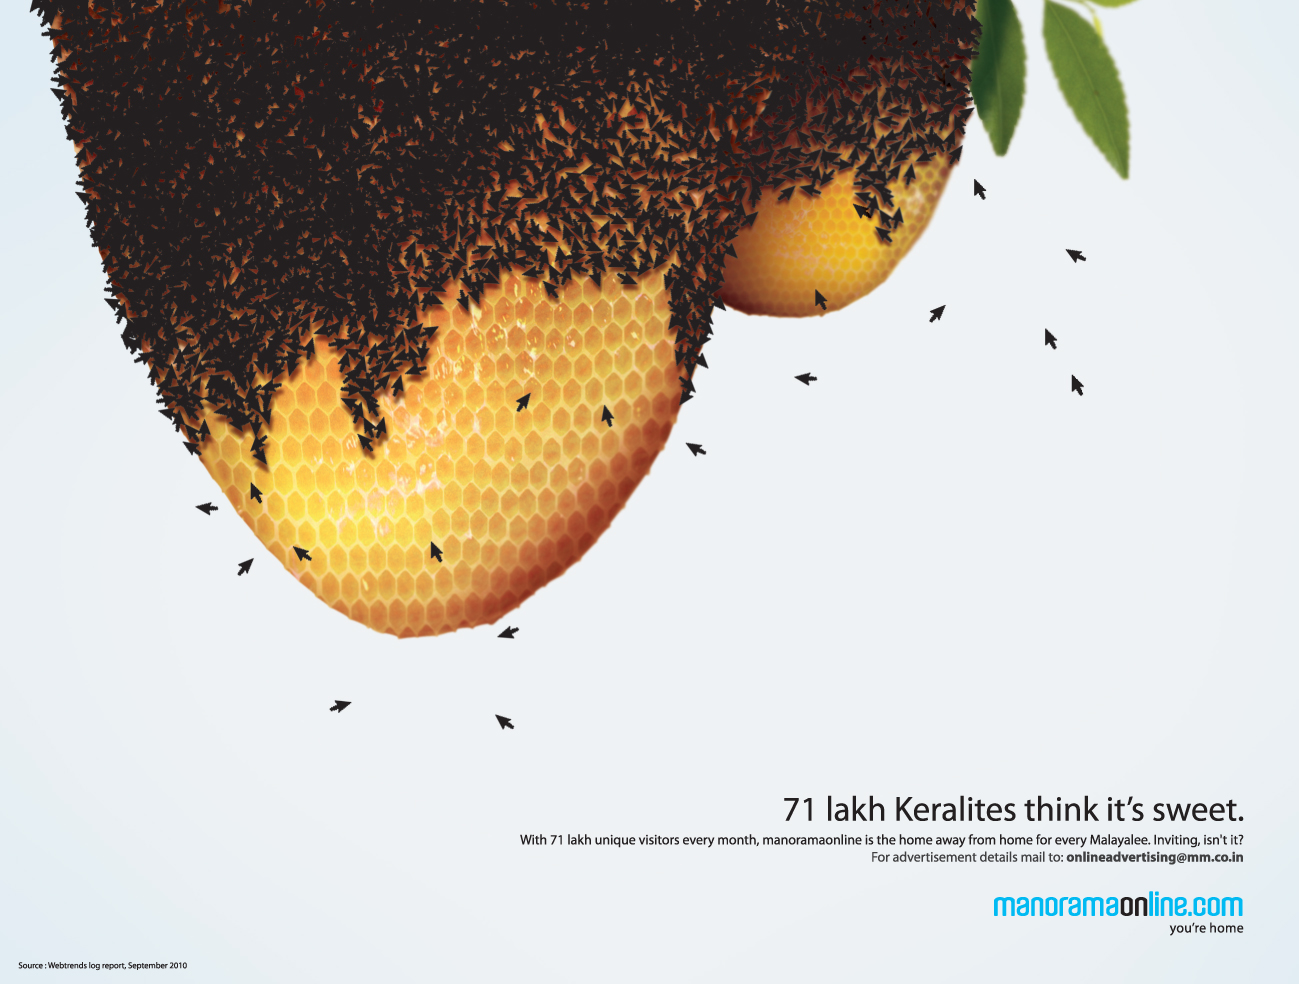 71 lakh Keralites think it's sweet.
With 71 lakh unique visitors every month, manoramaonline is the home away from home for every Malayalee. Inviting, isn't it?
For advertisement details mail to: onlineadvertising@mm.co.in
manoramaonline.com
you're home
Source : Webtrends log report, September 2010